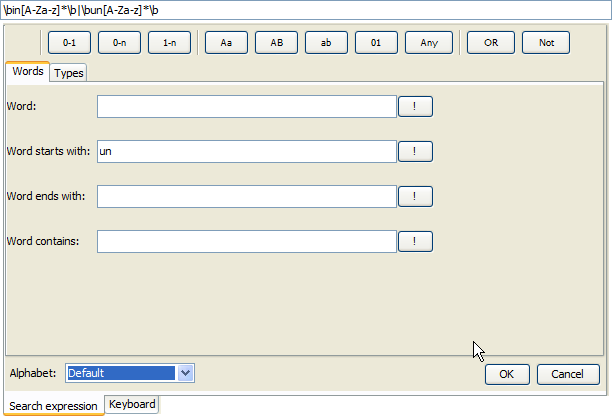 \bin[A-Za-z]*\b|\bun[A-Za-z]*\b
0-1 0-n 1-n Aa AB ab 01 Any OR Not
Words Types
Word: !
Word starts with: un !
Word ends with: !
Word contains: !
Alphabet: Default OK Cancel
Search expression Keyboard